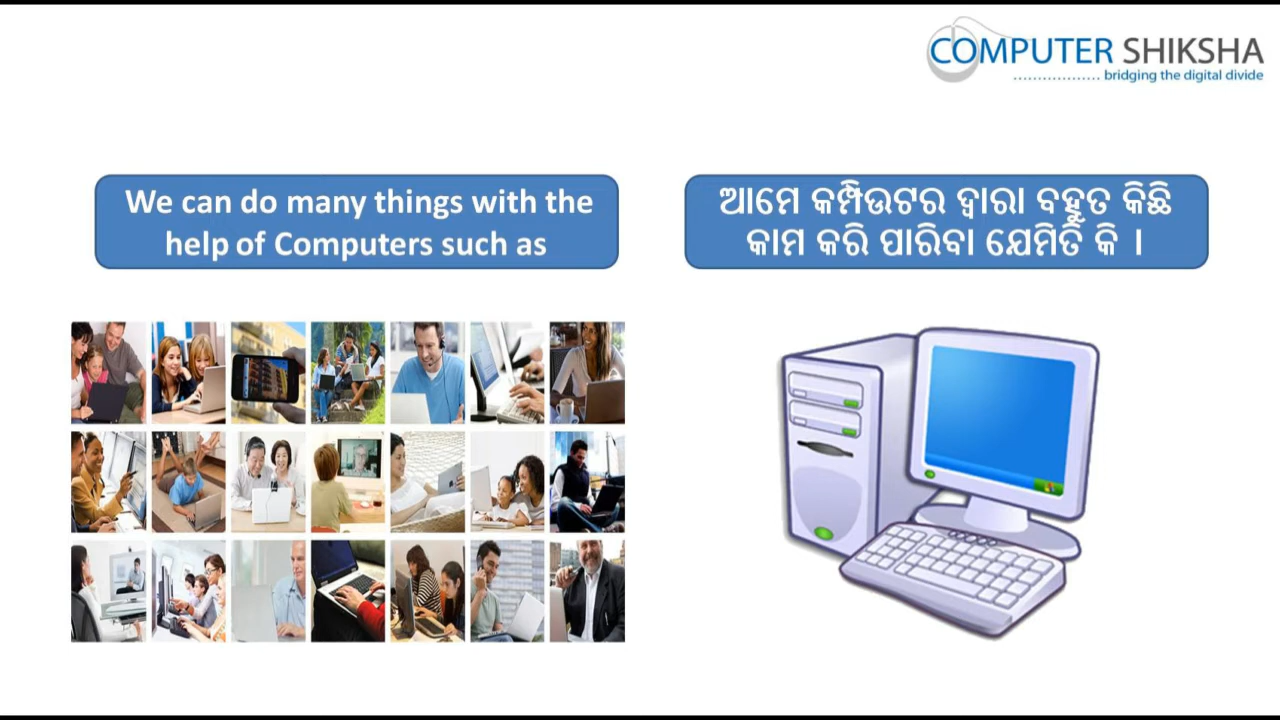 COMPUTER SHIKSHA
.................. bridging the digital divide
We can do many things with the
help of Computers such as
ଆମେ କମ୍ପିଉଟର ଦ୍ୱାରା ବହୁତ କିଛି
କାମ କରି ପାରିବା ଯେମିତି କି ।